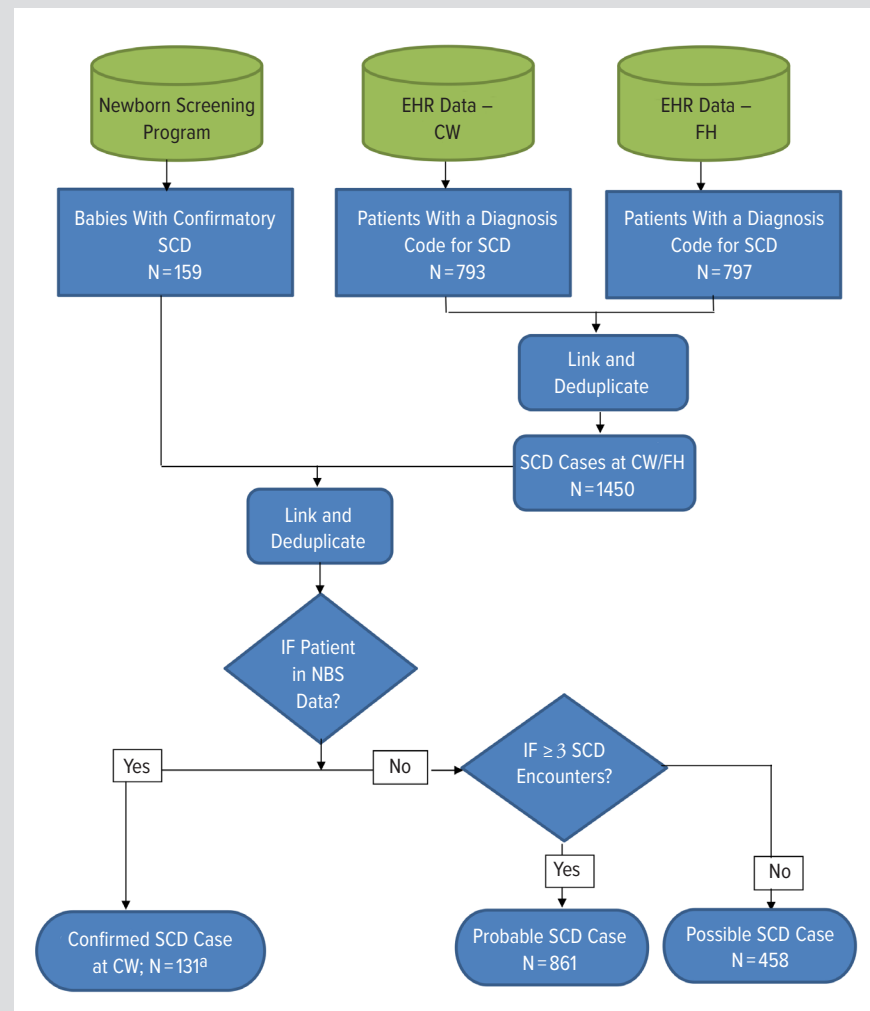 Newborn Screening
Program
EHR Data –
CW
EHR Data –
FH
Babies With Confirmatory
SCD
N=159
Patients With a Diagnosis
Code for SCD
N=793
Patients With a Diagnosis
Code for SCD
N=797
Link and
Deduplicate
SCD Cases at CW/FH
N=1450
Link and
Deduplicate
IF Patient
in NBS
Data?
IF ≥3 SCD
Encounters?
Yes
No
Yes
No
Confirmed SCD Case
at CW; N=131ª
Probable SCD Case
N=861
Possible SCD Case
N=458